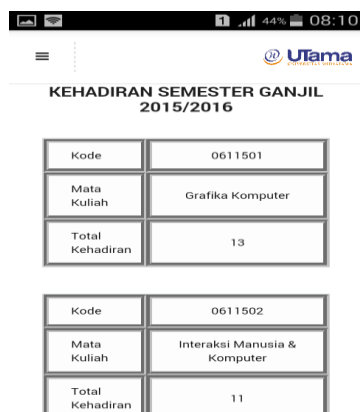 1 44% 08:10
UTama
KEHADIRAN SEMESTER GANJIL
2015/2016
Kode 0611501
Mata
Kuliah
Grafika Komputer
Total
Kehadiran
13
Kode 0611502
Mata
Kuliah
Interaksi Manusia &
Komputer
Total
Kehadiran
11